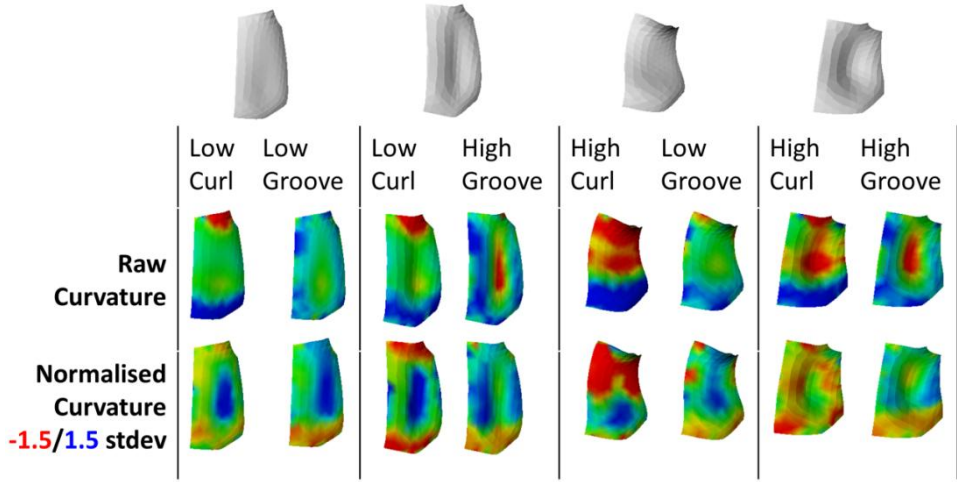 Low Low Low High High Low High High
Curl Groove Curl Groove Curl Groove Curl Groove
Raw
Curvature
Normalised
Curvature
-1.5/1.5 stdev